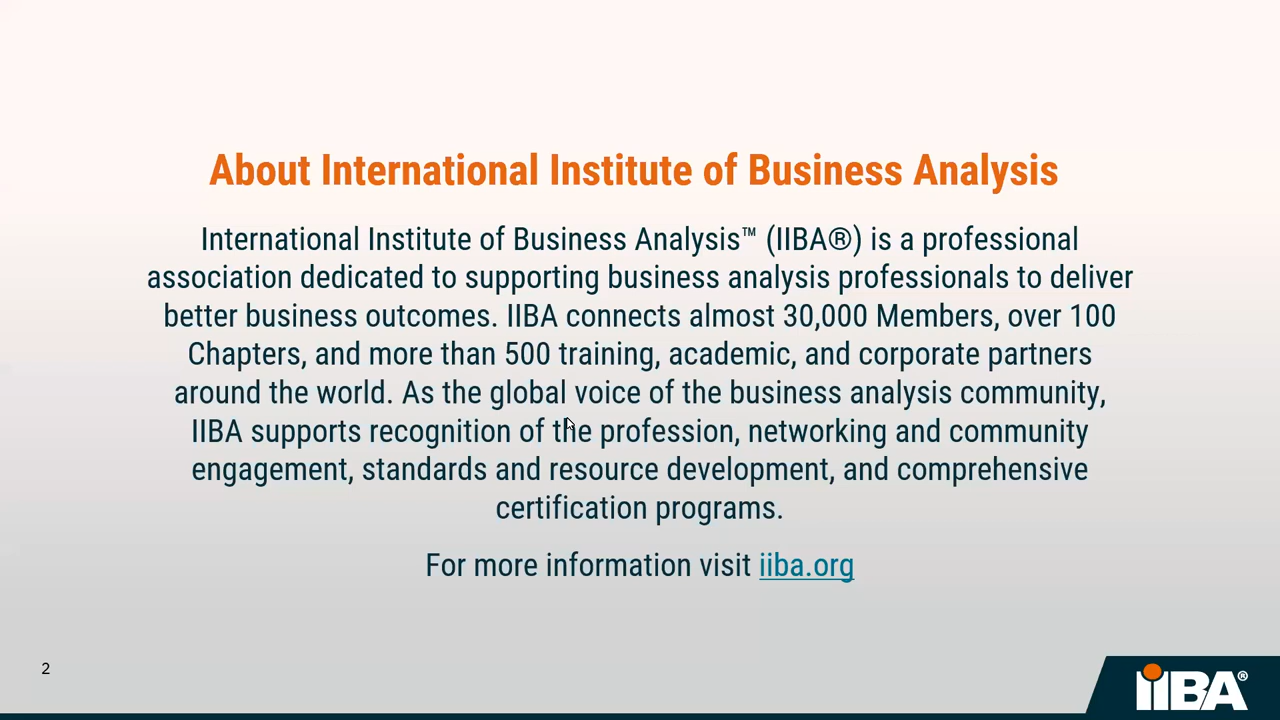 About International Institute of Business Analysis
International Institute of Business Analysis™ (IIBA®) is a professional
association dedicated to supporting business analysis professionals to deliver
better business outcomes. IIBA connects almost 30,000 Members, over 100
Chapters, and more than 500 training, academic, and corporate partners
around the world. As the global voice of the business analysis community,
IIBA supports recognition of the profession, networking and community
engagement, standards and resource development, and comprehensive
certification programs.
For more information visit iiba.org
2
iiBA®